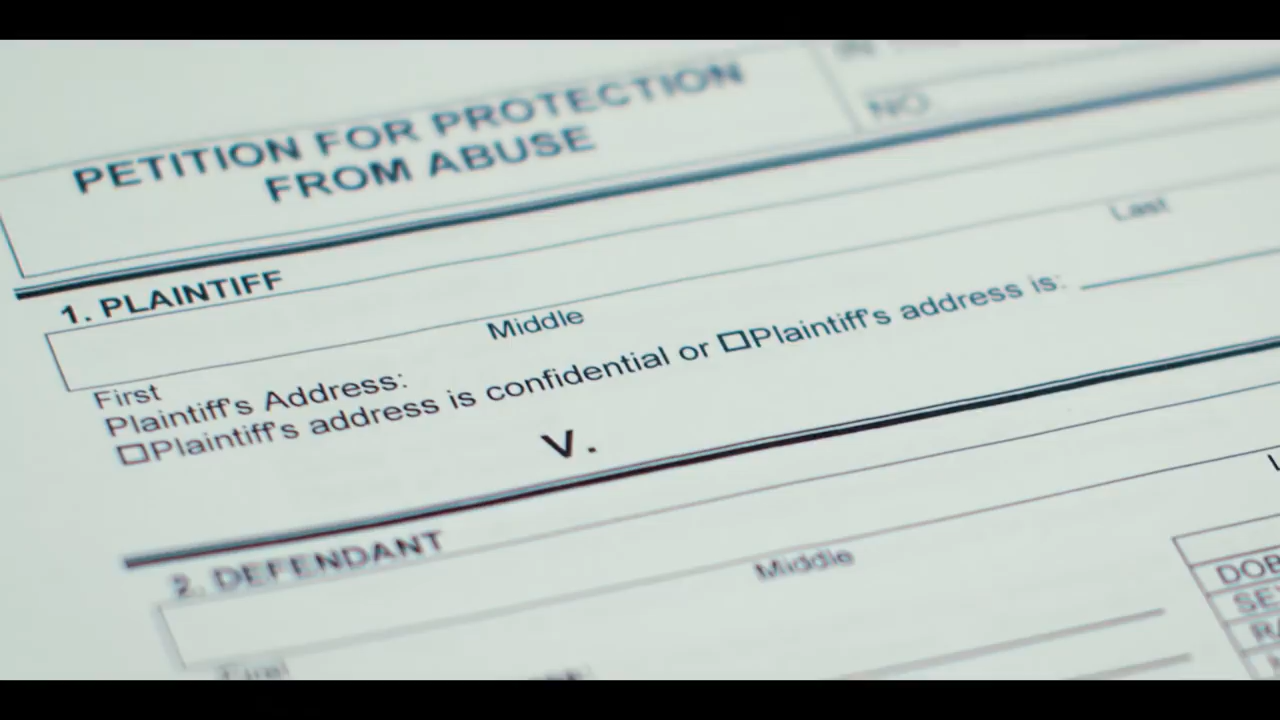 PETITION FOR PROTECTION
FROM ABUSE
NO.
1. PLAINTIFF
First Middle Last
Plaintiff's Address:
Plaintiff's address is confidential or Plaintiff's address is:
V.
2. DEFENDANT
First Middle
DOB